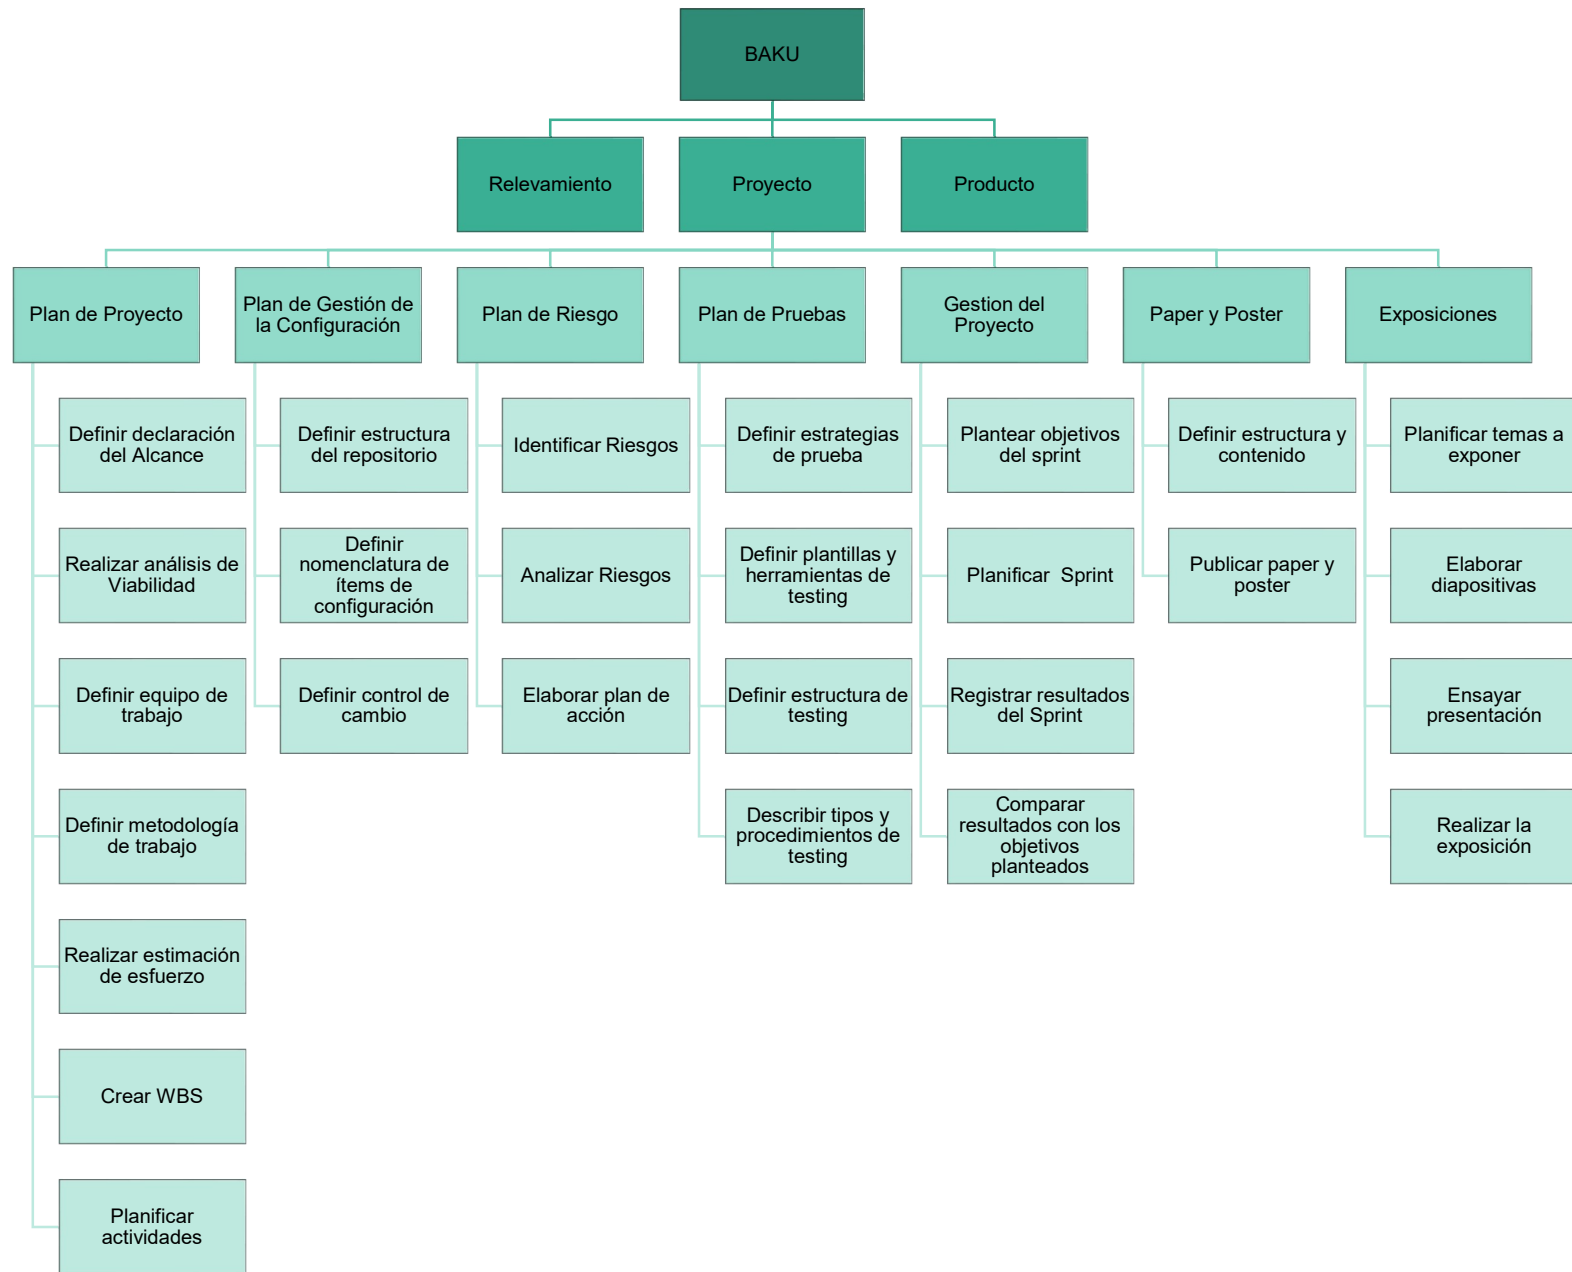 BAKU
Relevamiento
Proyecto
Producto
Plan de Proyecto
Plan de Gestión de
la Configuración
Plan de Riesgo
Plan de Pruebas
Gestion del
Proyecto
Paper y Poster
Exposiciones
Definir declaración
del Alcance
Realizar análisis de
Viabilidad
Definir equipo de
trabajo
Definir metodología
de trabajo
Realizar estimación
de esfuerzo
Crear WBS
Planificar
actividades
Definir estructura
del repositorio
Definir
nomenclatura de
ítems de
configuración
Definir control de
cambio
Identificar Riesgos
Analizar Riesgos
Elaborar plan de
acción
Definir estrategias
de prueba
Definir plantillas y
herramientas de
testing
Definir estructura de
testing
Describir tipos y
procedimientos de
testing
Plantear objetivos
del sprint
Planificar  Sprint
Registrar resultados
del Sprint
Comparar
resultados con los
objetivos
planteados
Definir estructura y
contenido
Publicar paper y
poster
Planificar temas a
exponer
Elaborar
diapositivas
Ensayar
presentación
Realizar la
exposición